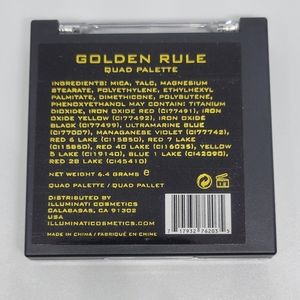 GOLDEN RULE
QUAD PALETTE
INGREDIENTS: MICA, TALC, MAGNESIUM
STEARATE, POLYETHYLENE, ETHYLHEXYL
PALMITATE, DIMETHICONE, POLYBUTENE,
PHENOXYETHANOL MAY CONTAIN: TITANIUM
DIOXIDE, IRON OXIDE RED (CI77491), IRON
OXIDE YELLOW (CI77492), IRON OXIDE
BLACK (CI77499), ULTRAMARINE BLUE
(CI77007), MANAGANESE VIOLET (CI77742),
RED 6 LAKE (CI15850), RED 7 LAKE
(CI15850), RED 40 LAKE (CI16035), YELLOW
5 LAKE (CI19140), BLUE 1 LAKE (CI42090),
RED 28 LAKE (CI45410)
NET WEIGHT 6.4 GRAMS e
QUAD PALETTE / QUAD PALLET
DISTRIBUTED BY
ILLUMINATI COSMETICS
CALABASAS, CA 91302
USA
ILLUMINATICOSMETICS.COM
MADE IN CHINA / FABRIQUÉ EN CHINE
7 17932 76203 5